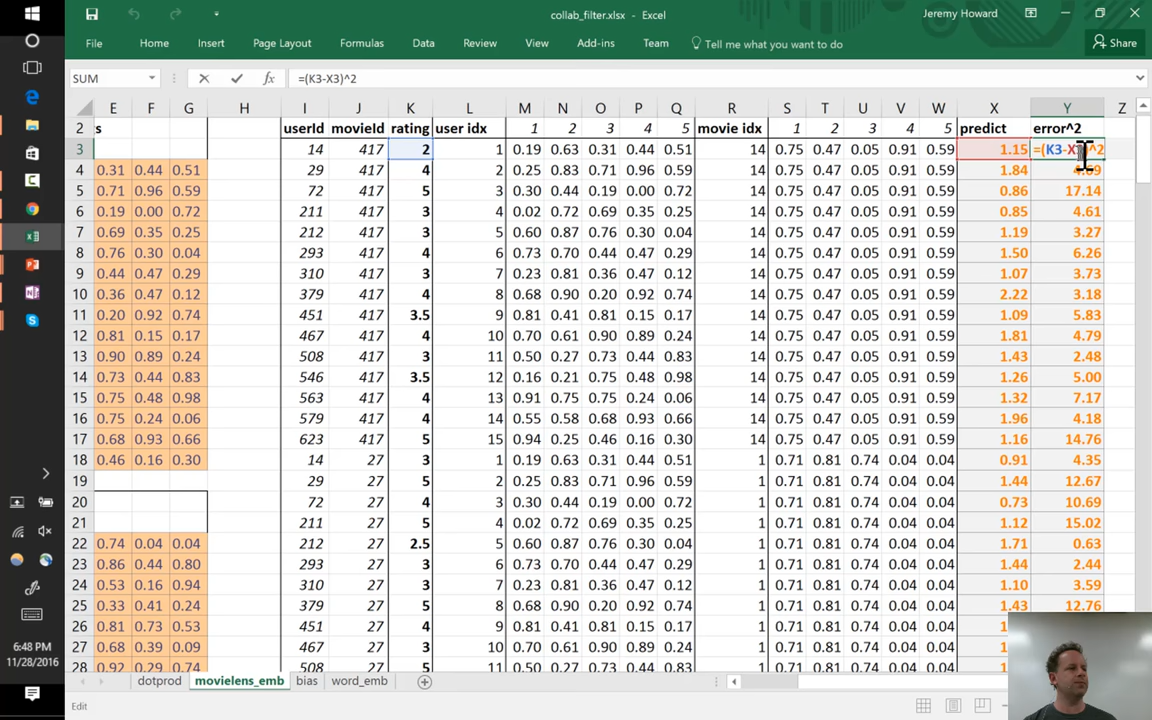 collab_filter.xlsx - Excel
Jeremy Howard
File Home Insert Page Layout Formulas Data Review View Add-ins Team Tell me what you want to do Share
SUM fx =(K3-X3)^2
E F G H I J K L M N O P Q R S T U V W X Y Z
2 s userId movieId rating user idx 1 2 3 4 5 movie idx 1 2 3 4 5 predict error^2
3 14 417 2 1 0.19 0.63 0.31 0.44 0.51 14 0.75 0.47 0.05 0.91 0.59 1.15 =(K3-X3)^2
4 0.31 0.44 0.51 29 417 4 2 0.25 0.83 0.71 0.96 0.59 14 0.75 0.47 0.05 0.91 0.59 1.84
5 0.71 0.96 0.59 72 417 5 3 0.30 0.44 0.19 0.00 0.72 14 0.75 0.47 0.05 0.91 0.59 0.86 17.14
6 0.19 0.00 0.72 211 417 3 4 0.02 0.72 0.69 0.35 0.25 14 0.75 0.47 0.05 0.91 0.59 0.85 4.61
7 0.69 0.35 0.25 212 417 3 5 0.60 0.87 0.76 0.30 0.04 14 0.75 0.47 0.05 0.91 0.59 1.19 3.27
8 0.76 0.30 0.04 293 417 4 6 0.73 0.70 0.44 0.47 0.29 14 0.75 0.47 0.05 0.91 0.59 1.50 6.26
9 0.44 0.47 0.29 310 417 3 7 0.23 0.81 0.36 0.47 0.12 14 0.75 0.47 0.05 0.91 0.59 1.07 3.73
10 0.36 0.47 0.12 379 417 4 8 0.68 0.90 0.20 0.92 0.74 14 0.75 0.47 0.05 0.91 0.59 2.22 3.18
11 0.20 0.92 0.74 451 417 3.5 9 0.81 0.41 0.81 0.15 0.17 14 0.75 0.47 0.05 0.91 0.59 1.09 5.83
12 0.81 0.15 0.17 467 417 4 10 0.70 0.61 0.90 0.89 0.24 14 0.75 0.47 0.05 0.91 0.59 1.81 4.79
13 0.90 0.89 0.24 508 417 3 11 0.50 0.27 0.73 0.44 0.83 14 0.75 0.47 0.05 0.91 0.59 1.43 2.48
14 0.73 0.44 0.83 546 417 3.5 12 0.16 0.21 0.75 0.48 0.98 14 0.75 0.47 0.05 0.91 0.59 1.26 5.00
15 0.75 0.48 0.98 563 417 4 13 0.91 0.75 0.75 0.24 0.06 14 0.75 0.47 0.05 0.91 0.59 1.32 7.17
16 0.75 0.24 0.06 579 417 4 14 0.55 0.58 0.68 0.93 0.66 14 0.75 0.47 0.05 0.91 0.59 1.96 4.18
17 0.68 0.93 0.66 623 417 5 15 0.94 0.25 0.46 0.16 0.30 14 0.75 0.47 0.05 0.91 0.59 1.16 14.76
18 0.46 0.16 0.30 14 27 3 1 0.19 0.63 0.31 0.44 0.51 1 0.71 0.81 0.74 0.04 0.04 0.91 4.35
19 29 27 5 2 0.25 0.83 0.71 0.96 0.59 1 0.71 0.81 0.74 0.04 0.04 1.44 12.67
20 72 27 4 3 0.30 0.44 0.19 0.00 0.72 1 0.71 0.81 0.74 0.04 0.04 0.73 10.69
21 211 27 5 4 0.02 0.72 0.69 0.35 0.25 1 0.71 0.81 0.74 0.04 0.04 1.12 15.02
22 0.74 0.04 0.04 212 27 2.5 5 0.60 0.87 0.76 0.30 0.04 1 0.71 0.81 0.74 0.04 0.04 1.71 0.63
23 0.86 0.44 0.80 293 27 3 6 0.73 0.70 0.44 0.47 0.29 1 0.71 0.81 0.74 0.04 0.04 1.44 2.44
24 0.53 0.16 0.94 310 27 3 7 0.23 0.81 0.36 0.47 0.12 1 0.71 0.81 0.74 0.04 0.04 1.10 3.59
25 0.33 0.41 0.24 379 27 5 8 0.68 0.90 0.20 0.92 0.74 1 0.71 0.81 0.74 0.04 0.04 1.43 12.76
26 0.81 0.73 0.53 451 27 4 9 0.81 0.41 0.81 0.15 0.17 1 0.71 0.81 0.74 0.04 0.04
27 0.68 0.39 0.09 467 27 3 10 0.70 0.61 0.90 0.89 0.24 1 0.71 0.81 0.74 0.04 0.04
28 0.92 0.29 0.74 508 27 5 11 0.50 0.27 0.73 0.44 0.83 1 0.71 0.81 0.74 0.04 0.04
dotprod movielens_emb bias word_emb
Edit
6:48 PM
11/28/2016